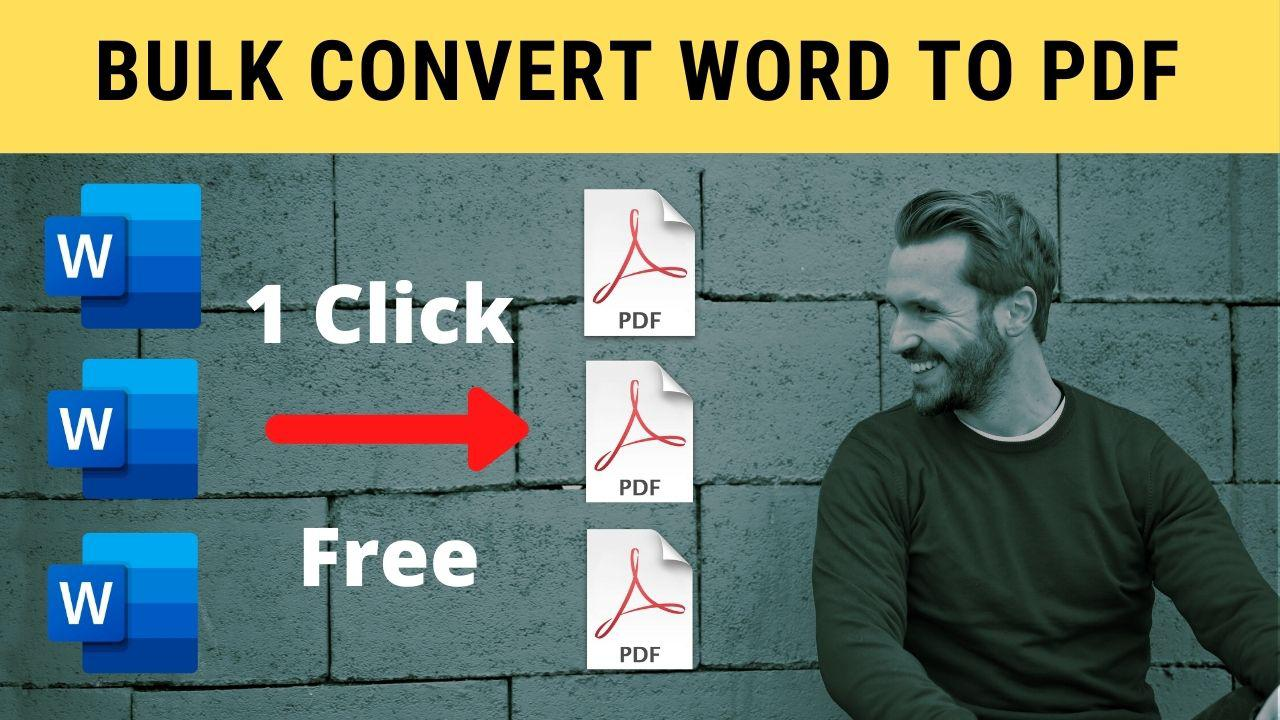 BULK CONVERT WORD TO PDF
W
1 Click
PDF
W
PDF
Free
W
PDF